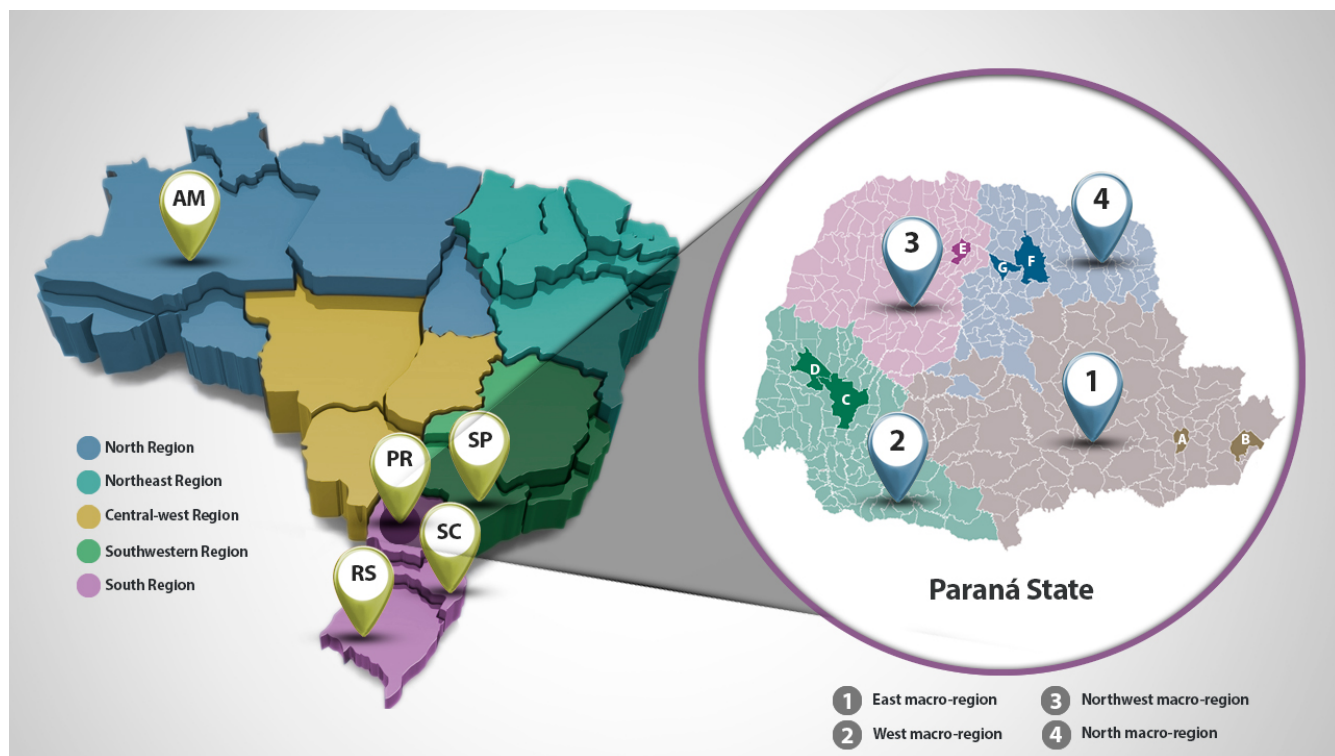 AM
PR
SP
SC
RS
North Region
Northeast Region
Central-west Region
Southwestern Region
South Region
3
4
E
G
F
D
C
1
2
A
B
Paraná State
1 East macro-region
2 West macro-region
3 Northwest macro-region
4 North macro-region